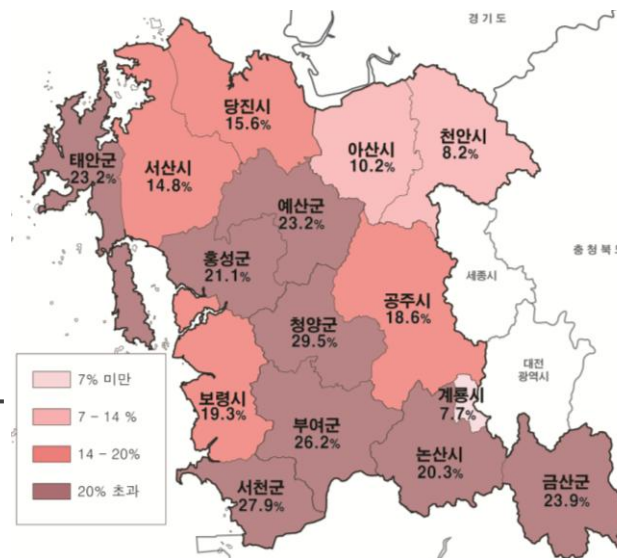 경기도
당진시
15.6%
천안시
8.2%
아산시
10.2%
태안군
23.2%
서산시
14.8%
예산군
23.2%
홍성군
21.1%
충청북도
세종시
공주시
18.6%
청양군
29.5%
대전
광역시
7% 미만
7 - 14 %
14 - 20%
20% 초과
계룡시
7.7%
보령시
19.3%
부여군
26.2%
논산시
20.3%
금산군
23.9%
서천군
27.9%